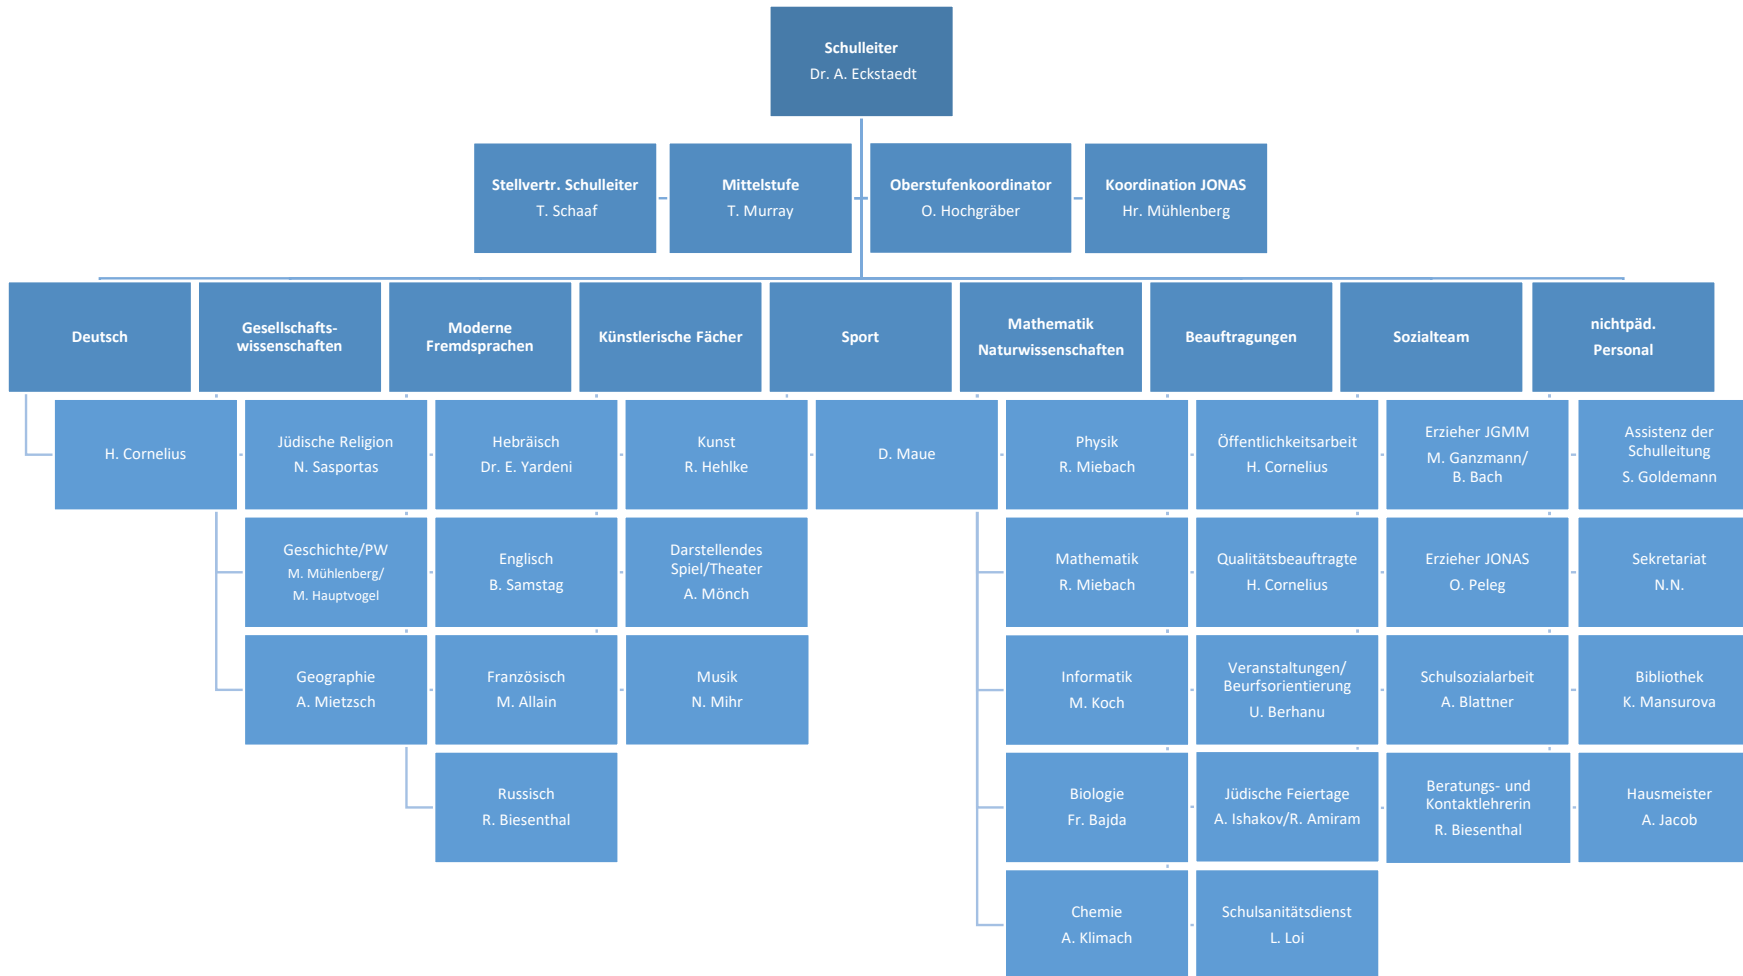 Schulleiter
Dr. A. Eckstaedt
Stellvertr. Schulleiter
T. Schaaf
Mittelstufe
T. Murray
Oberstufenkoordinator
O. Hochgräber
Koordination JONAS
Hr. Mühlenberg
Deutsch
Gesellschafts-
wissenschaften
Moderne
Fremdsprachen
Künstlerische Fächer
Sport
Mathematik
Naturwissenschaften
Beauftragungen
Sozialteam
nichtpäd.
Personal
H. Cornelius
Jüdische Religion
N. Sasportas
Geschichte/PW
M. Mühlenberg/
M. Hauptvogel
Geographie
A. Mietzsch
Hebräisch
Dr. E. Yardeni
Englisch
B. Samstag
Französisch
M. Allain
Russisch
R. Biesenthal
Kunst
R. Hehlke
Darstellendes
Spiel/Theater
A. Mönch
Musik
N. Mihr
D. Maue
Physik
R. Miebach
Mathematik
R. Miebach
Informatik
M. Koch
Biologie
Fr. Bajda
Chemie
A. Klimach
Öffentlichkeitsarbeit
H. Cornelius
Qualitätsbeauftragte
H. Cornelius
Veranstaltungen/
Beurfsorientierung
U. Berhanu
Jüdische Feiertage
A. Ishakov/R. Amiram
Schulsanitätsdienst
L. Loi
Erzieher JGMM
M. Ganzmann/
B. Bach
Erzieher JONAS
O. Peleg
Schulsozialarbeit
A. Blattner
Beratungs- und
Kontaktlehrerin
R. Biesenthal
Assistenz der
Schulleitung
S. Goldemann
Sekretariat
N.N.
Bibliothek
K. Mansurova
Hausmeister
A. Jacob